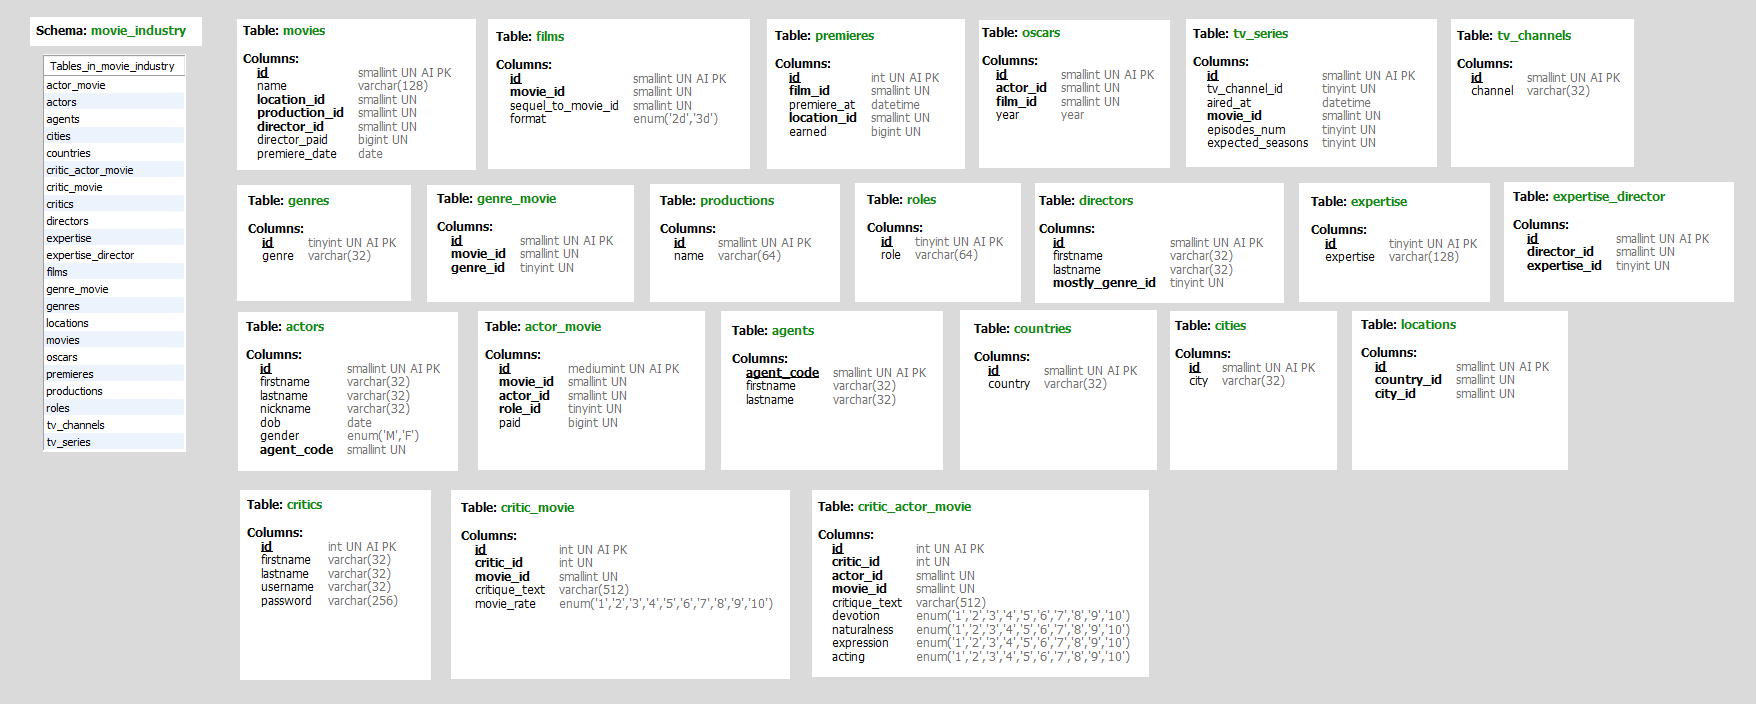 Schema: movie_industry
Tables_in_movie_industry
actor_movie
actors
agents
cities
countries
critic_actor_movie
critic_movie
critics
directors
expertise
expertise_director
films
genre_movie
genres
locations
movies
oscars
premieres
productions
roles
tv_channels
tv_series
Table: movies
Columns:
id smallint UN AI PK
name varchar(128)
location_id smallint UN
production_id smallint UN
director_id smallint UN
director_paid bigint UN
premiere_date date
Table: films
Columns:
id smallint UN AI PK
movie_id smallint UN
sequel_to_movie_id smallint UN
format enum('2d','3d')
Table: premieres
Columns:
id int UN AI PK
film_id smallint UN
premiere_at datetime
location_id smallint UN
earned bigint UN
Table: oscars
Columns:
id smallint UN AI PK
actor_id smallint UN
film_id smallint UN
year year
Table: tv_series
Columns:
id smallint UN AI PK
tv_channel_id tinyint UN
aired_at datetime
movie_id smallint UN
episodes_num tinyint UN
expected_seasons tinyint UN
Table: tv_channels
Columns:
id smallint UN AI PK
channel varchar(32)
Table: genres
Columns:
id tinyint UN AI PK
genre varchar(32)
Table: genre_movie
Columns:
id smallint UN AI PK
movie_id smallint UN
genre_id tinyint UN
Table: productions
Columns:
id smallint UN AI PK
name varchar(64)
Table: roles
Columns:
id tinyint UN AI PK
role varchar(64)
Table: directors
Columns:
id smallint UN AI PK
firstname varchar(32)
lastname varchar(32)
mostly_genre_id tinyint UN
Table: expertise
Columns:
id tinyint UN AI PK
expertise varchar(128)
Table: expertise_director
Columns:
id smallint UN AI PK
director_id smallint UN
expertise_id tinyint UN
Table: actors
Columns:
id smallint UN AI PK
firstname varchar(32)
lastname varchar(32)
nickname varchar(32)
dob date
gender enum('M','F')
agent_code smallint UN
Table: actor_movie
Columns:
id mediumint UN AI PK
movie_id smallint UN
actor_id smallint UN
role_id tinyint UN
paid bigint UN
Table: agents
Columns:
agent_code smallint UN AI PK
firstname varchar(32)
lastname varchar(32)
Table: countries
Columns:
id smallint UN AI PK
country varchar(32)
Table: cities
Columns:
id smallint UN AI PK
city varchar(32)
Table: locations
Columns:
id smallint UN AI PK
country_id smallint UN
city_id smallint UN
Table: critics
Columns:
id int UN AI PK
firstname varchar(32)
lastname varchar(32)
username varchar(32)
password varchar(256)
Table: critic_movie
Columns:
id int UN AI PK
critic_id int UN
movie_id smallint UN
critique_text varchar(512)
movie_rate enum('1','2','3','4','5','6','7','8','9','10')
Table: critic_actor_movie
Columns:
id int UN AI PK
critic_id int UN
actor_id smallint UN
movie_id smallint UN
critique_text varchar(512)
devotion enum('1','2','3','4','5','6','7','8','9','10')
naturalness enum('1','2','3','4','5','6','7','8','9','10')
expression enum('1','2','3','4','5','6','7','8','9','10')
acting enum('1','2','3','4','5','6','7','8','9','10')